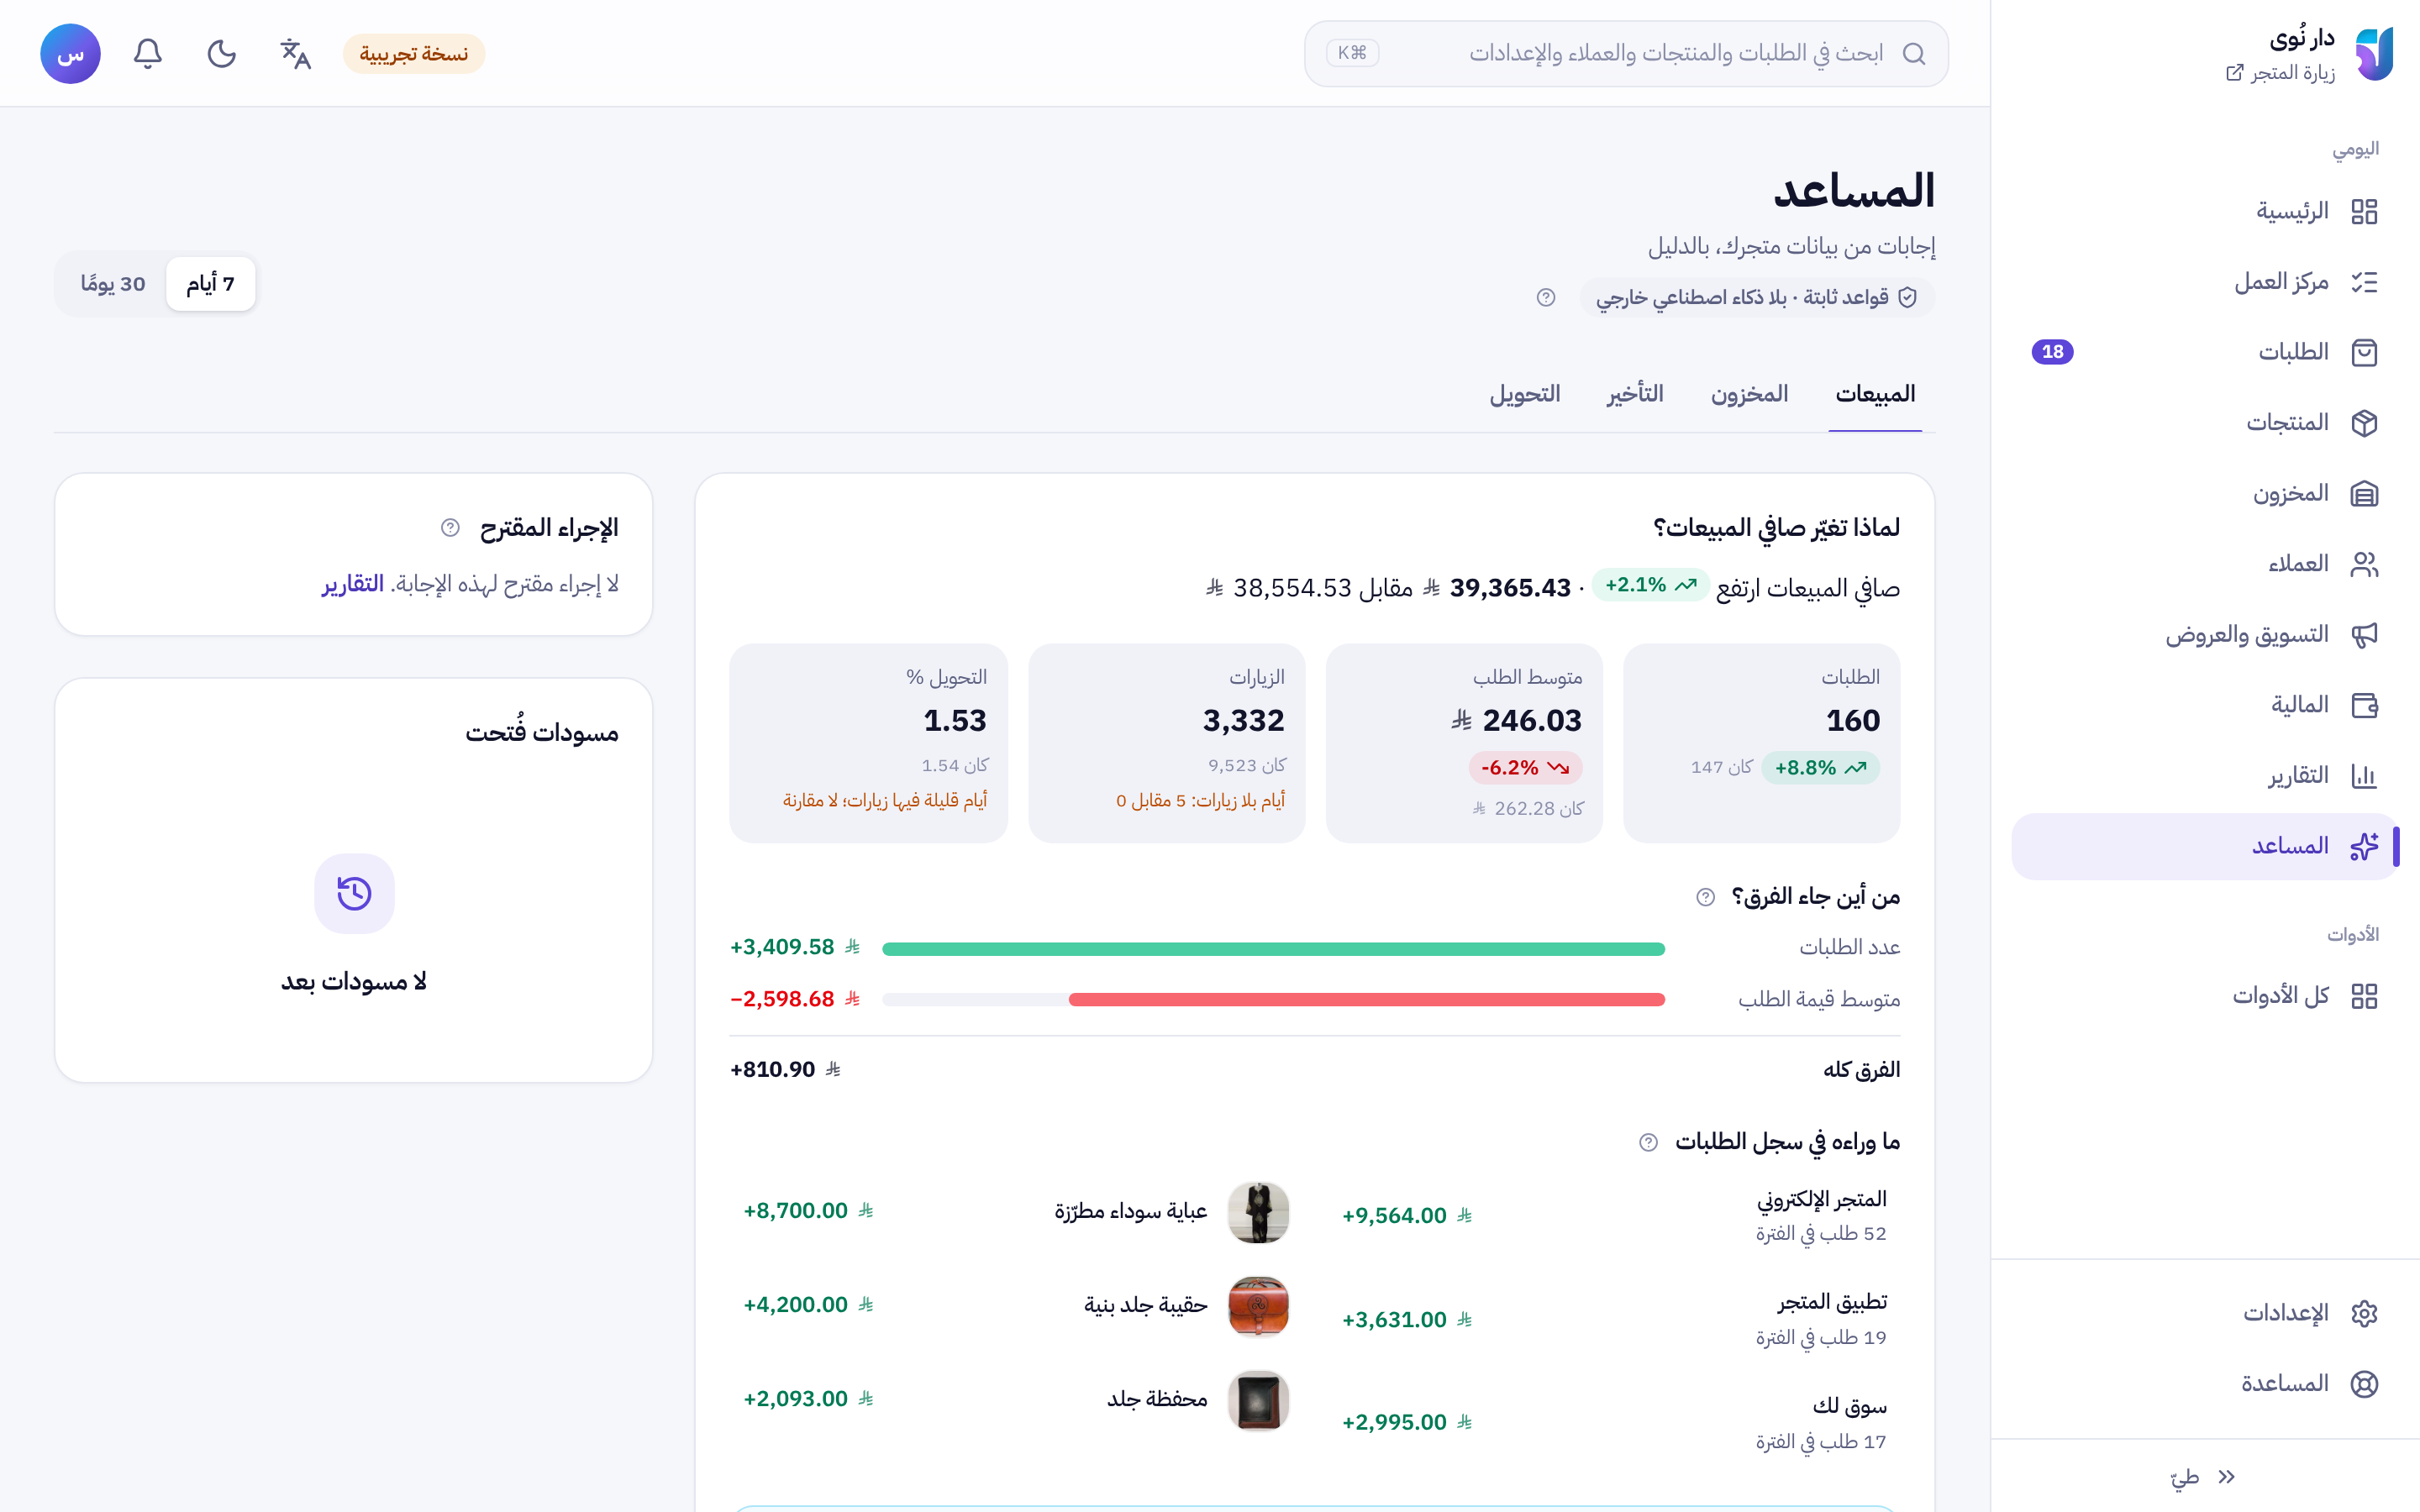 دار نُوى
زيارة المتجر
اليومي
الرئيسية
مركز العمل
الطلبات 18
المنتجات
المخزون
العملاء
التسويق والعروض
المالية
التقارير
المساعد
الأدوات
كل الأدوات
الإعدادات
المساعدة
طيّ
ابحث في الطلبات والمنتجات والعملاء والإعدادات ⌘K
نسخة تجريبية
س
المساعد
إجابات من بيانات متجرك، بالدليل
قواعد ثابتة · بلا ذكاء اصطناعي خارجي
7 أيام 30 يومًا
المبيعات المخزون التأخير التحويل
لماذا تغيّر صافي المبيعات؟
صافي المبيعات ارتفع +2.1% · 39,365.43 مقابل 38,554.53
الطلبات
160
+8.8% كان 147
متوسط الطلب
246.03
-6.2%
كان 262.28
الزيارات
3,332
كان 9,523
أيام بلا زيارات: 5 مقابل 0
التحويل %
1.53
كان 1.54
أيام قليلة فيها زيارات؛ لا مقارنة
من أين جاء الفرق؟
عدد الطلبات +3,409.58
متوسط قيمة الطلب −2,598.68
الفرق كله +810.90
ما وراءه في سجل الطلبات
المتجر الإلكتروني +9,564.00
52 طلب في الفترة
تطبيق المتجر +3,631.00
19 طلب في الفترة
سوق لك +2,995.00
17 طلب في الفترة
عباية سوداء مطرّزة +8,700.00
حقيبة جلد بنية +4,200.00
محفظة جلد +2,093.00
الإجراء المقترح
لا إجراء مقترح لهذه الإجابة. التقارير
مسودات فُتحت
لا مسودات بعد